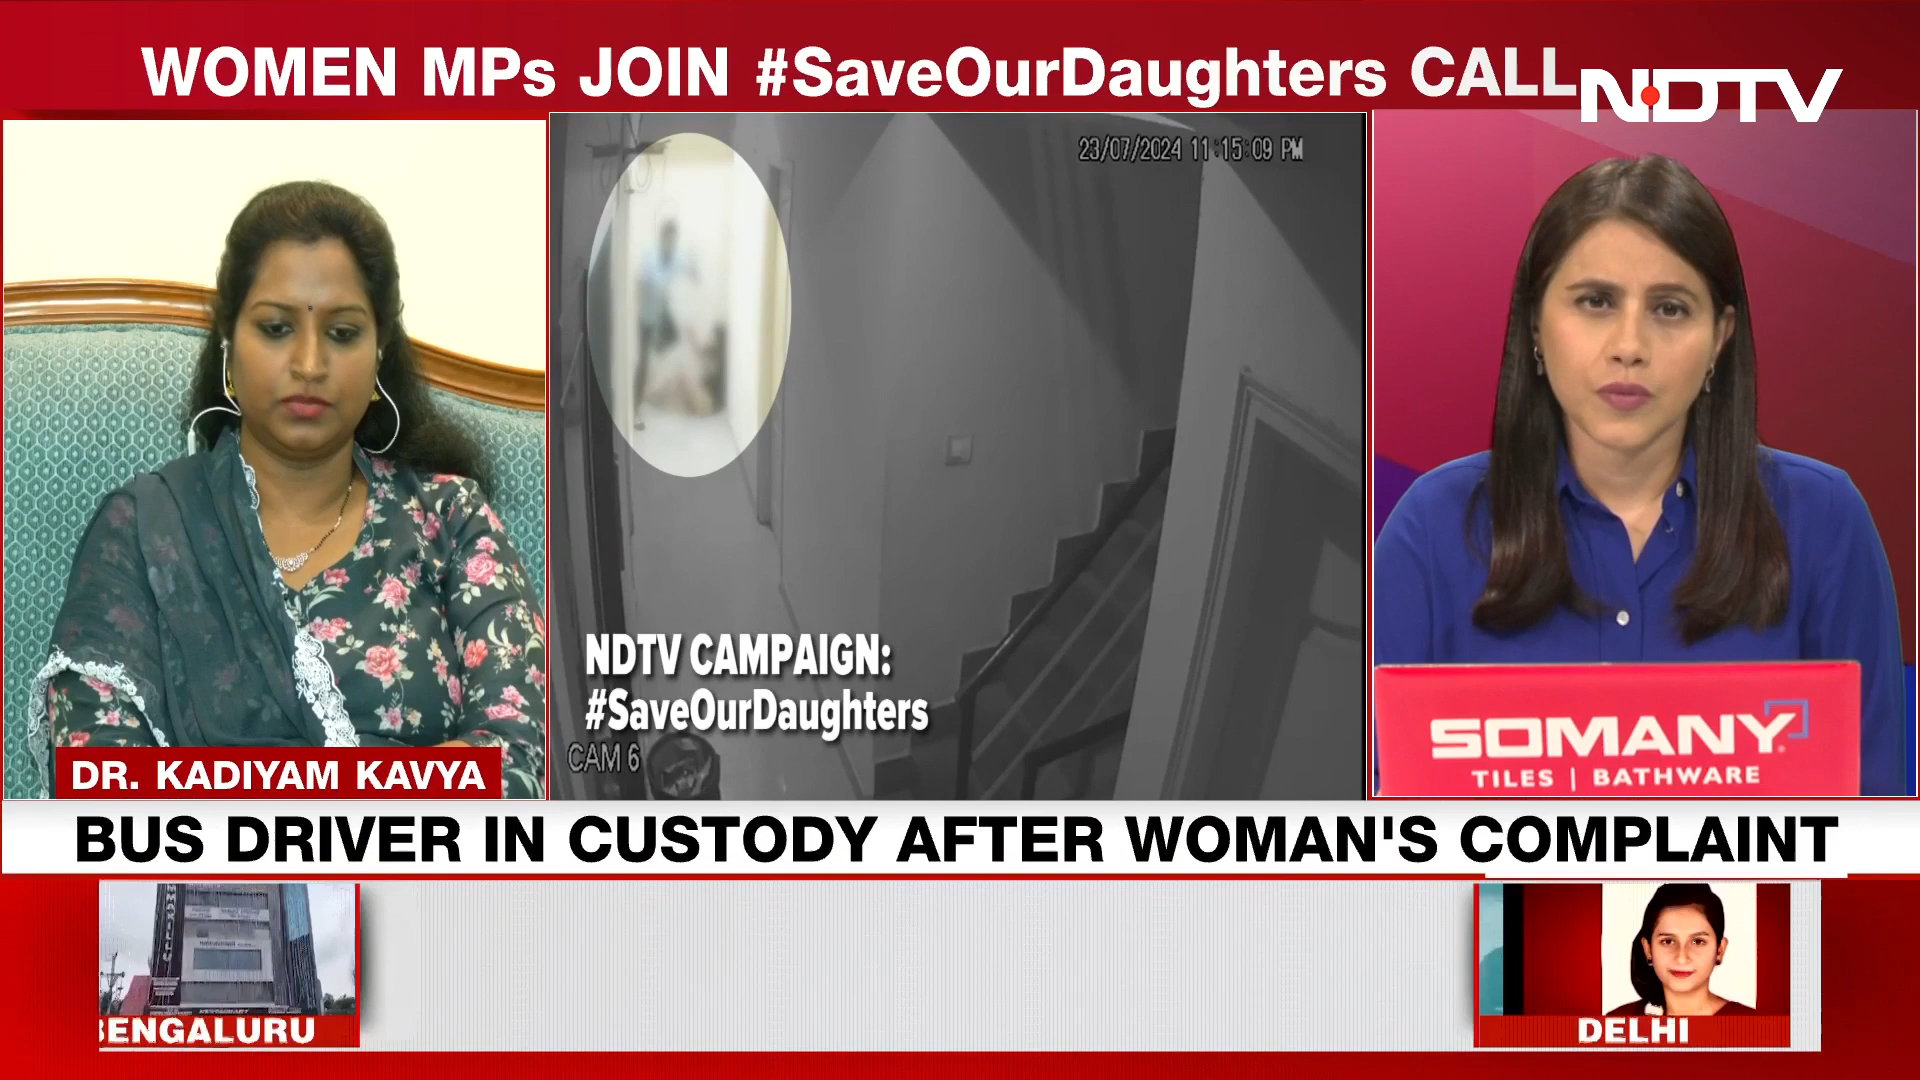 WOMEN MPs JOIN #SaveOurDaughters CALL
NDTV
23/07/2024 11:15:09 PM
NDTV CAMPAIGN:
#SaveOurDaughters
CAM 6
DR. KADIYAM KAVYA
SOMANY
TILES | BATHWARE
BUS DRIVER IN CUSTODY AFTER WOMAN'S COMPLAINT
BENGALURU
DELHI